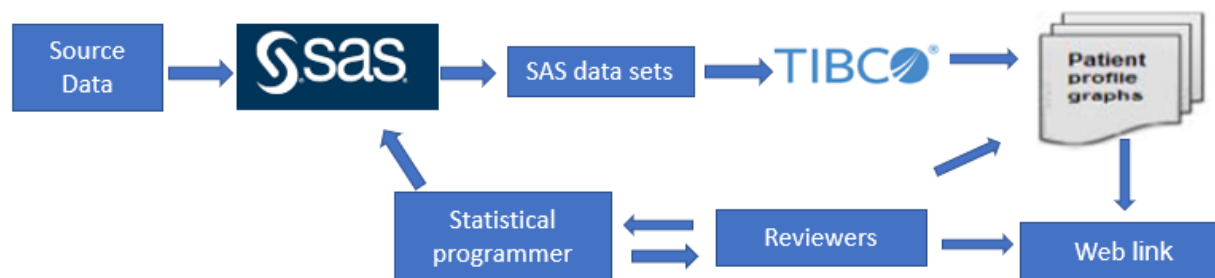 Source
Data
sas
SAS data sets
TIBCO®
Patient
profile
graphs
Statistical
programmer
Reviewers
Web link